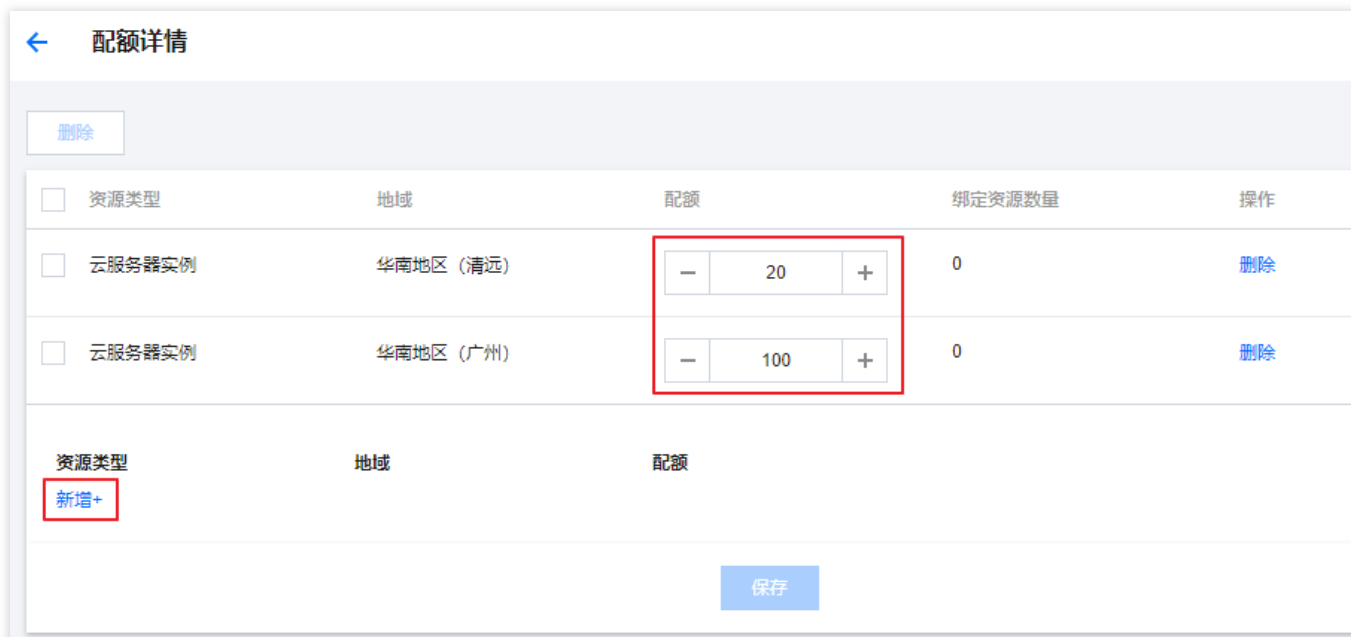 配额详情
删除
资源类型 地域 配额 绑定资源数量 操作
云服务器实例 华南地区（清远） 20 0 删除
云服务器实例 华南地区（广州） 100 0 删除
资源类型 地域 配额
新增+
保存